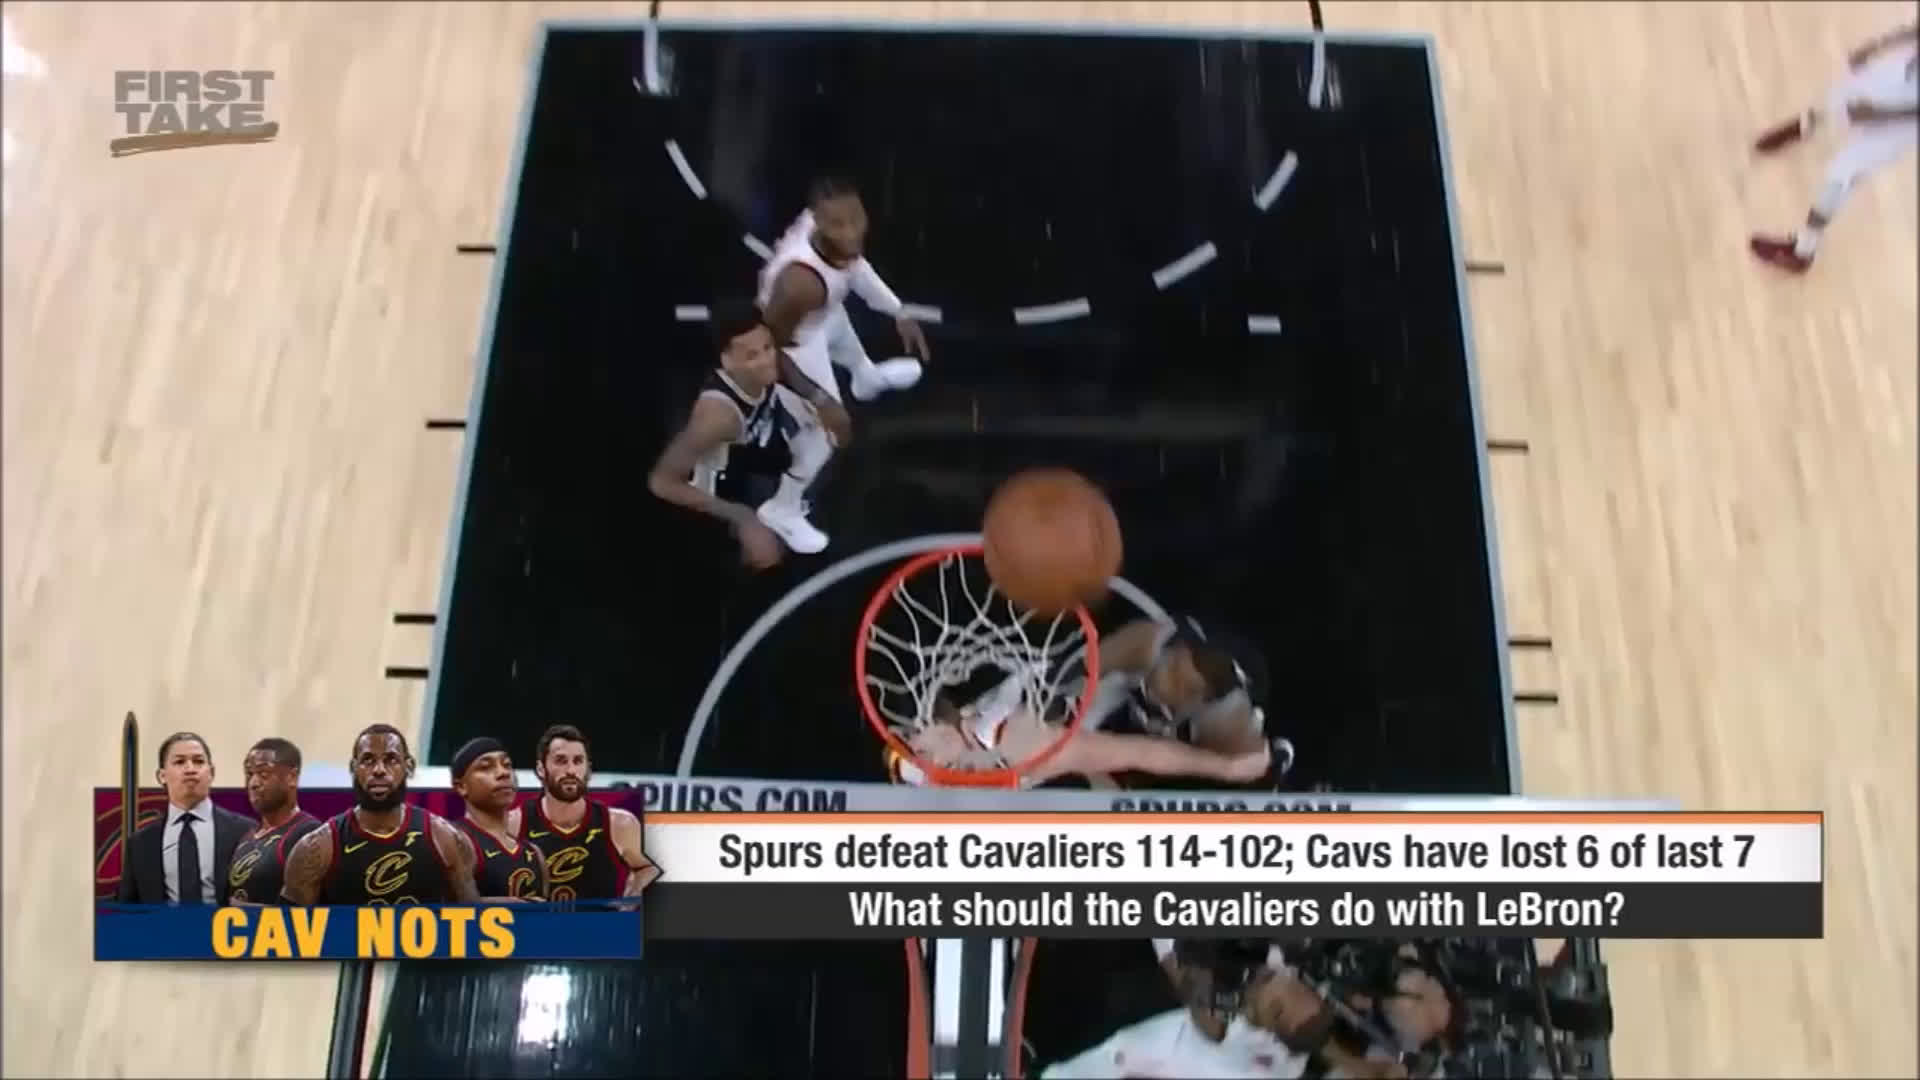 FIRST
TAKE
SPURS.COM SPURS.COM
Spurs defeat Cavaliers 114-102; Cavs have lost 6 of last 7
What should the Cavaliers do with LeBron?
CAV NOTS